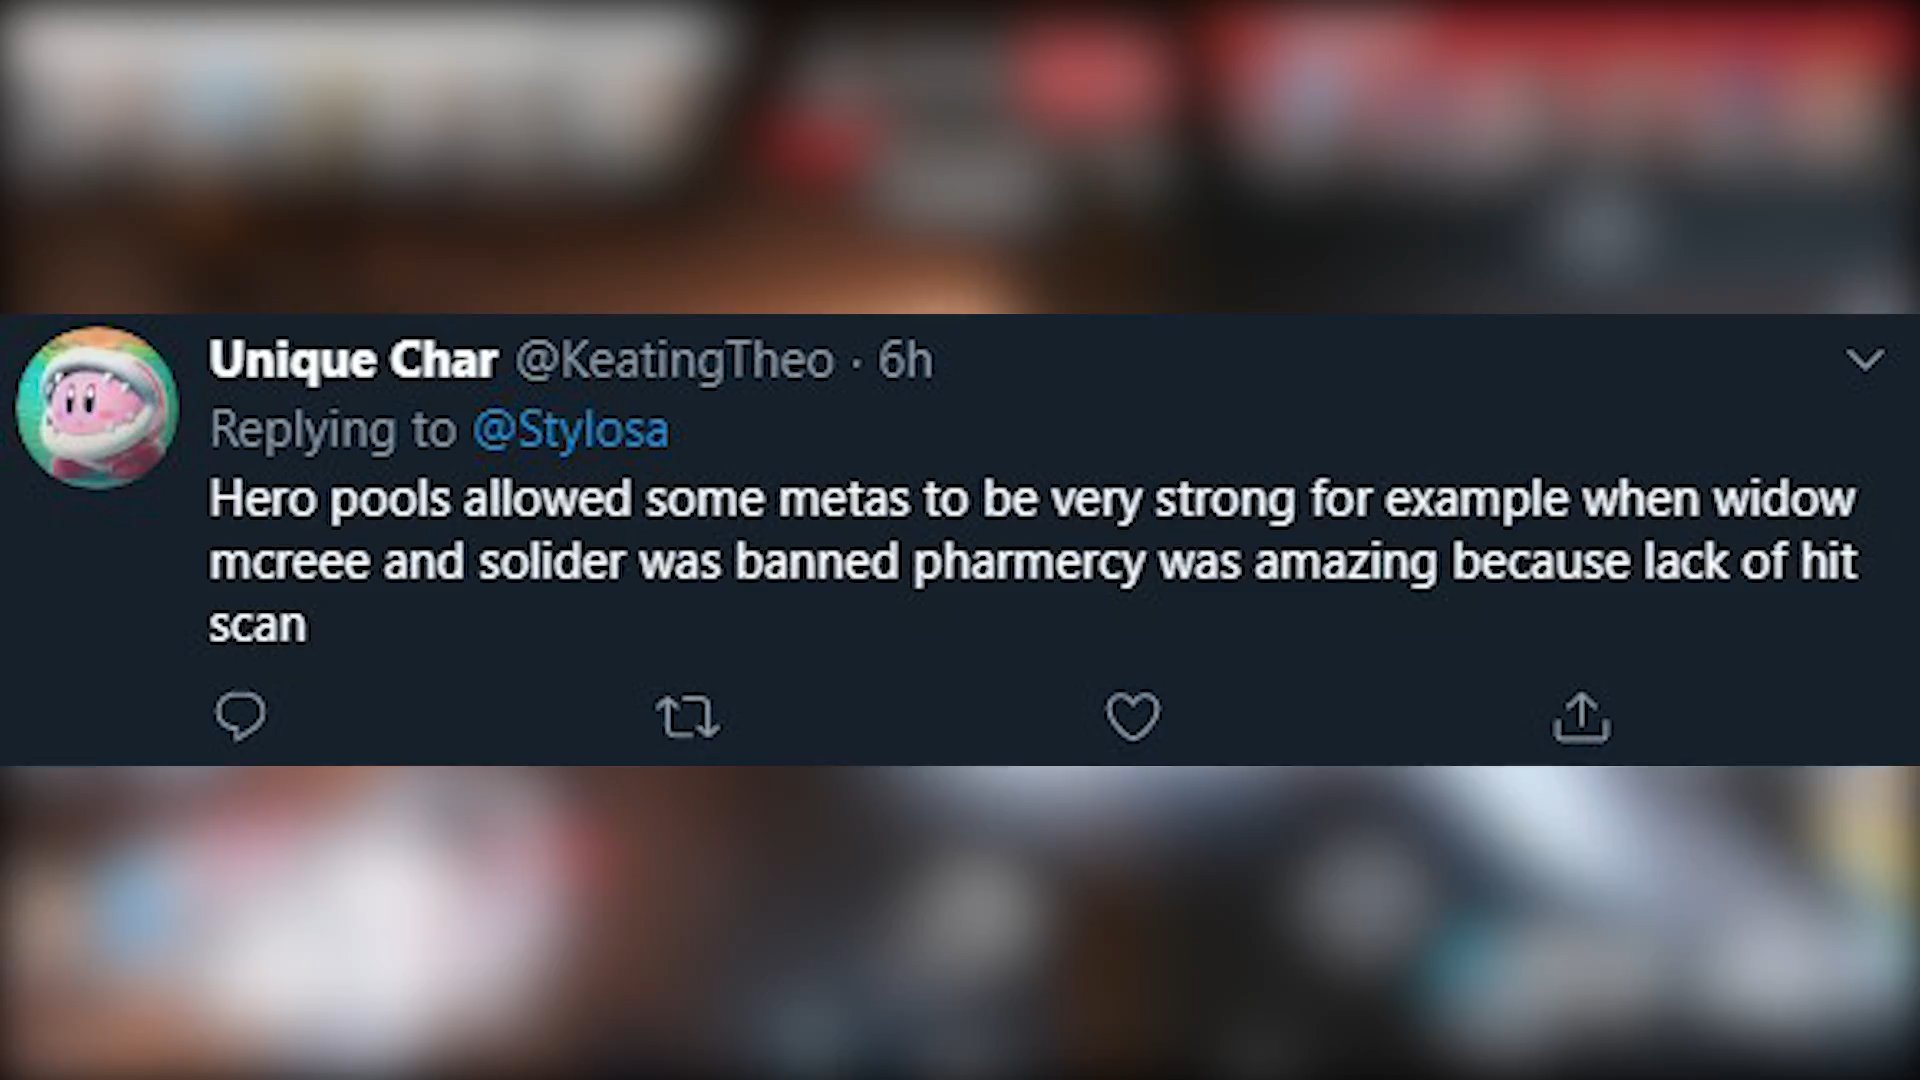 Unique Char @KeatingTheo · 6h
Replying to @Stylosa
Hero pools allowed some metas to be very strong for example when widow
mcreee and solider was banned pharmercy was amazing because lack of hit
scan